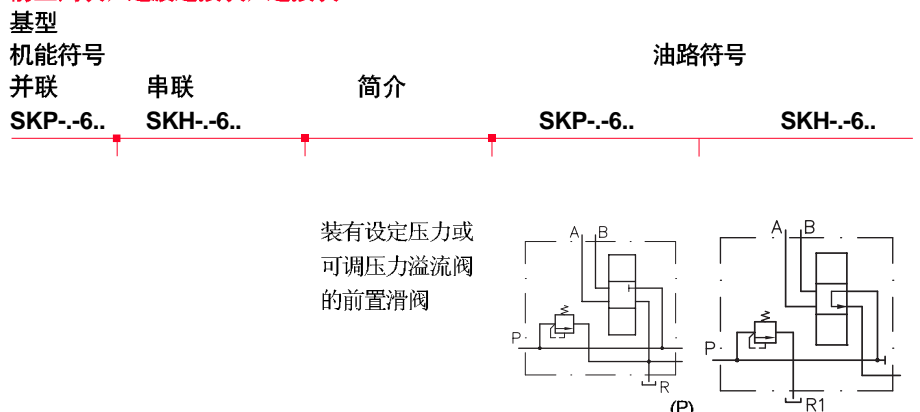 基型
机能符号 油路符号
并联 串联 简介
SKP-.-6.. SKH-.-6.. SKP-.-6.. SKH-.-6..
装有设定压力或
可调压力溢流阀
的前置滑阀
A B
P
R
(P)
A B
P
R1